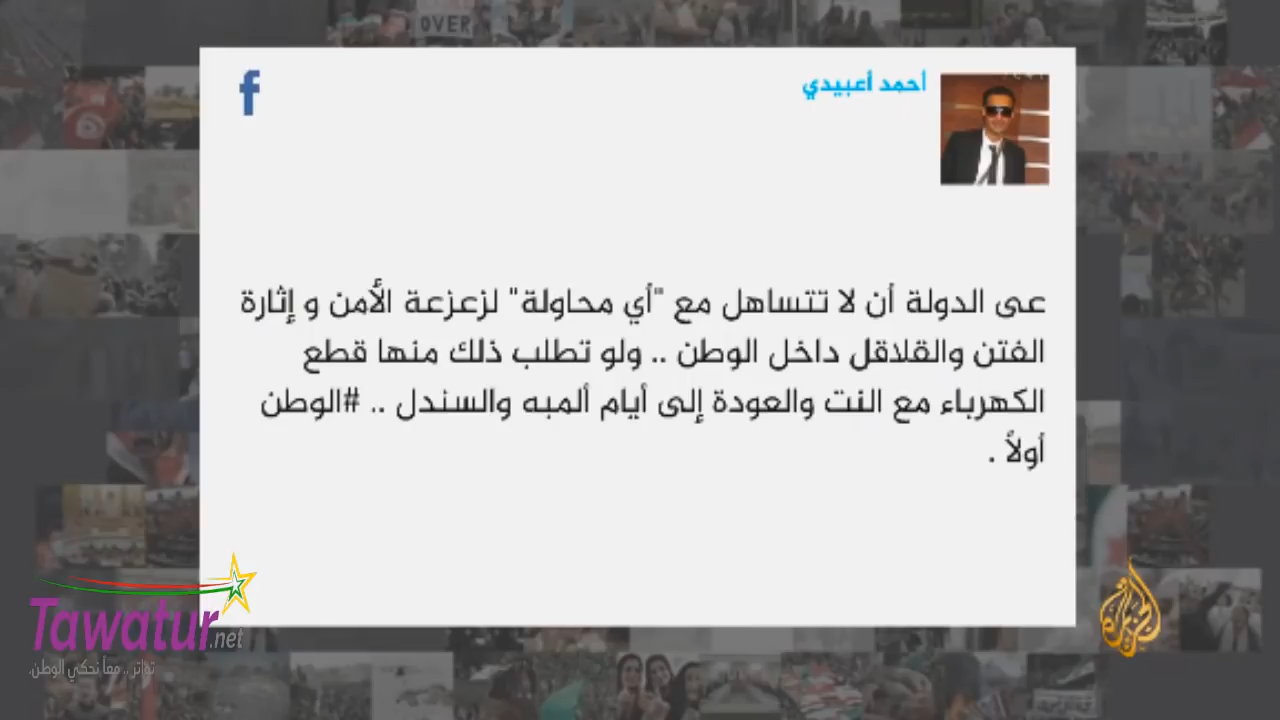 OVER
f
أحمد أعبيدي
عى الدولة أن لا تتساهل مع "أي محاولة" لزعزعة الأمن و إثارة
الفتن والقلاقل داخل الوطن .. ولو تطلب ذلك منها قطع
الكهرباء مع النت والعودة إلى أيام ألمبه والسندل .. #الوطن
أولاً .
Tawatur.net
تواتر .. معاً نحكي الوطن.
الجزيرة